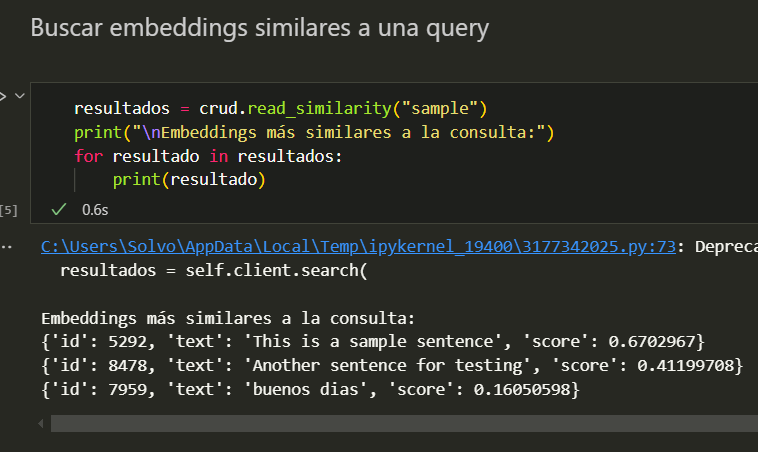 Buscar embeddings similares a una query
resultados = crud.read_similarity("sample")
print("\nEmbeddings más similares a la consulta:")
for resultado in resultados:
print(resultado)
[5]
0.6s
C:\Users\Solvo\AppData\Local\Temp\ipykernel_19400\3177342025.py:73: Depreca
resultados = self.client.search(
Embeddings más similares a la consulta:
{'id': 5292, 'text': 'This is a sample sentence', 'score': 0.6702967}
{'id': 8478, 'text': 'Another sentence for testing', 'score': 0.41199708}
{'id': 7959, 'text': 'buenos dias', 'score': 0.16050598}